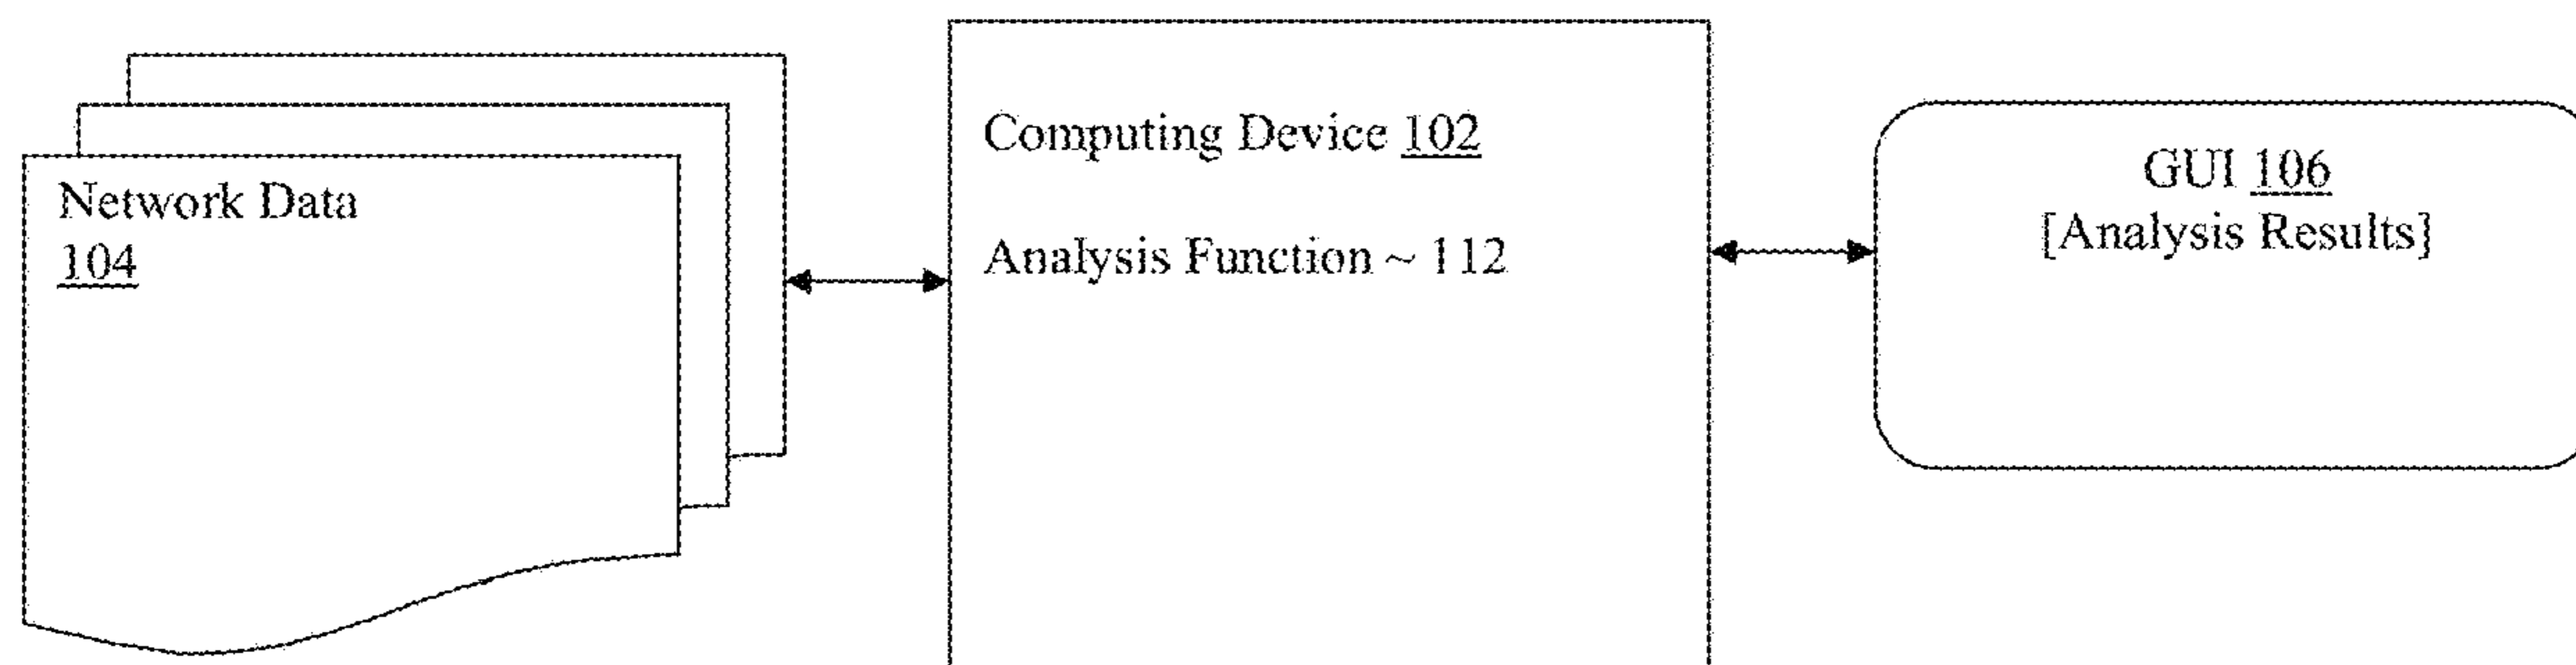 Network Data
104
Computing Device 102
Analysis Function ~ 112
GUI 106
[Analysis Results]